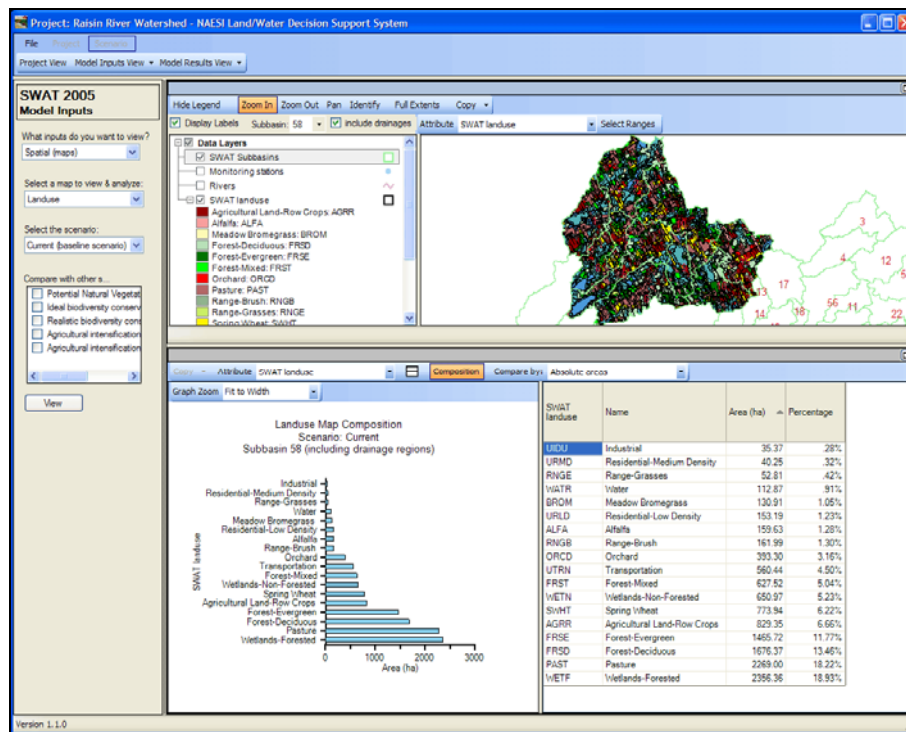 Project: Raisin River Watershed - NAESI Land/Water Decision Support System
File Project Scenario
Project View Model Inputs View Model Results View
SWAT 2005
Model Inputs
What inputs do you want to view?
Spatial (maps)
Select a map to view & analyze:
Landuse
Select the scenario:
Current (baseline scenario)
Compare with other s...
Potential Natural Vegetat
Ideal biodiversity conserv
Realistic biodiversity cons
Agricultural intensification
Agricultural intensification
View
Hide Legend Zoom In Zoom Out Pan Identify Full Extents Copy
Display Labels Subbasin: 58 include drainages Attribute SWAT landuse Select Ranges
Data Layers
SWAT Subbasins
Monitoring stations
Rivers
SWAT landuse
Agricultural Land-Row Crops: AGRR
Alfalfa: ALFA
Meadow Bromegrass: BROM
Forest-Deciduous: FRSD
Forest-Evergreen: FRSE
Forest-Mixed: FRST
Orchard: ORCD
Pasture: PAST
Range-Brush: RNGB
Range-Grasses: RNGE
Spring Wheat: SWHT
3
4 12
5
13 17
56 11
14 18
22
Copy Attribute SWAT landuse Composition Compare by: Absolute areas
Graph Zoom Fit to Width
Landuse Map Composition
Scenario: Current
Subbasin 58 (including drainage regions)
SWAT landuse
Industrial
Residential-Medium Density
Range-Grasses
Water
Meadow Bromegrass
Residential-Low Density
Alfalfa
Range-Brush
Orchard
Transportation
Forest-Mixed
Wetlands-Non-Forested
Spring Wheat
Agricultural Land-Row Crops
Forest-Evergreen
Forest-Deciduous
Pasture
Wetlands-Forested
0 1000 2000 3000
Area (ha)
SWAT landuse Name Area (ha) Percentage
UIDU Industrial 35.37 .28%
URMD Residential-Medium Density 40.25 .32%
RNGE Range-Grasses 52.81 .42%
WATR Water 112.87 .91%
BROM Meadow Bromegrass 130.91 1.05%
URLD Residential-Low Density 153.19 1.23%
ALFA Alfalfa 159.63 1.28%
RNGB Range-Brush 161.99 1.30%
ORCD Orchard 393.30 3.16%
UTRN Transportation 560.44 4.50%
FRST Forest-Mixed 627.52 5.04%
WETN Wetlands-Non-Forested 650.97 5.23%
SWHT Spring Wheat 773.94 6.22%
AGRR Agricultural Land-Row Crops 829.35 6.66%
FRSE Forest-Evergreen 1465.72 11.77%
FRSD Forest-Deciduous 1676.37 13.46%
PAST Pasture 2269.00 18.22%
WETF Wetlands-Forested 2356.36 18.93%
Version 1.1.0